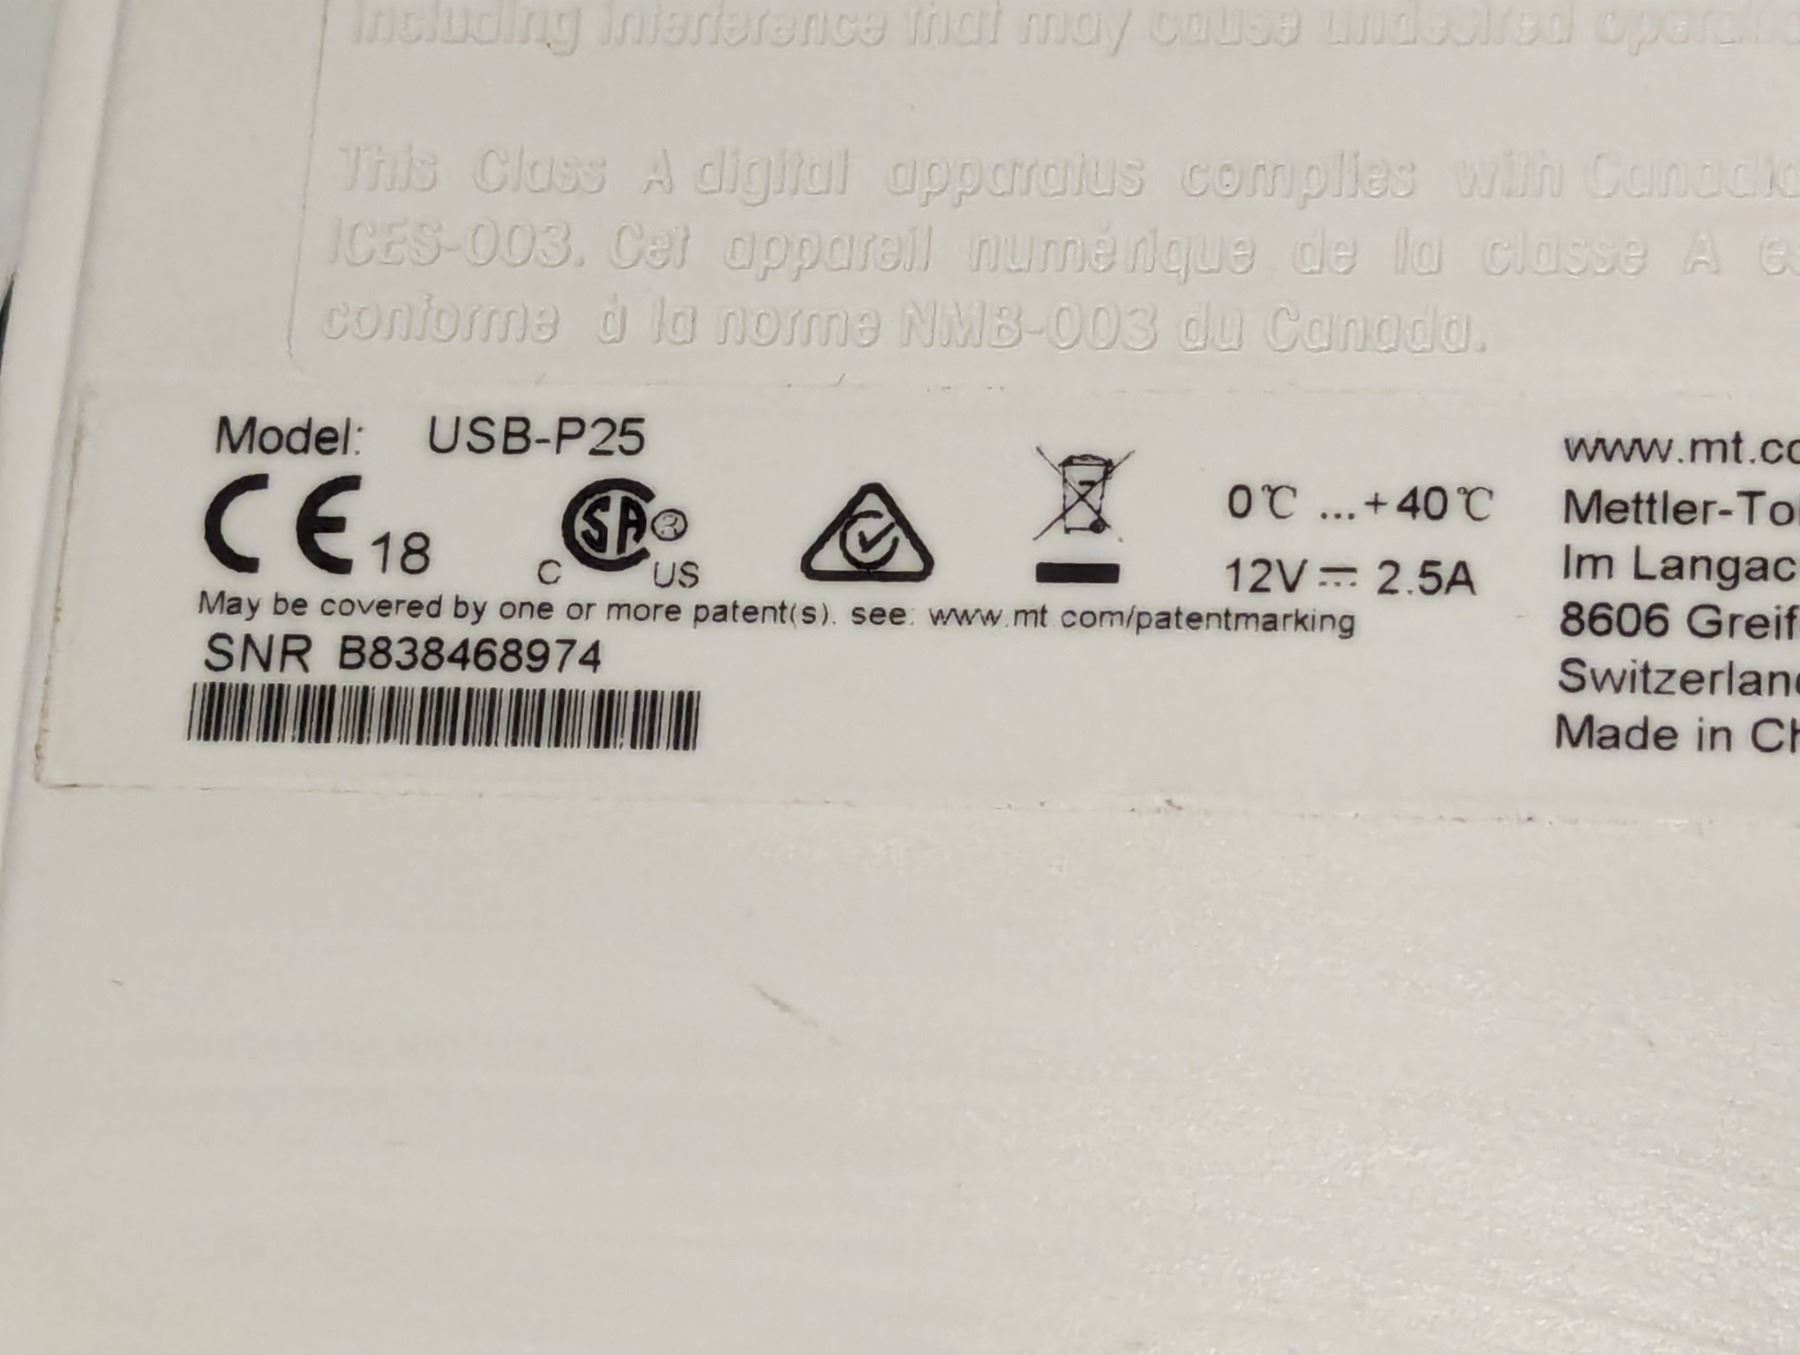 Including interference that may cause undesired
This Class A digital apparatus complies with
ICES-003. Cet appareil numérique de la classe A
conforme à la norme NMB-003 du Canada.
Model: USB-P25
CE 18
C SA® US
0℃ ...+40℃
12V 2.5A
May be covered by one or more patent(s). see: www.mt.com/patentmarking
SNR B838468974
www.mt.co
Mettler-To
Im Langac
8606 Greif
Switzerlan
Made in Ch